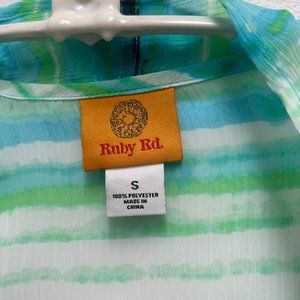 Ruby Rd.
S
100% POLYESTER
MADE IN
CHINA